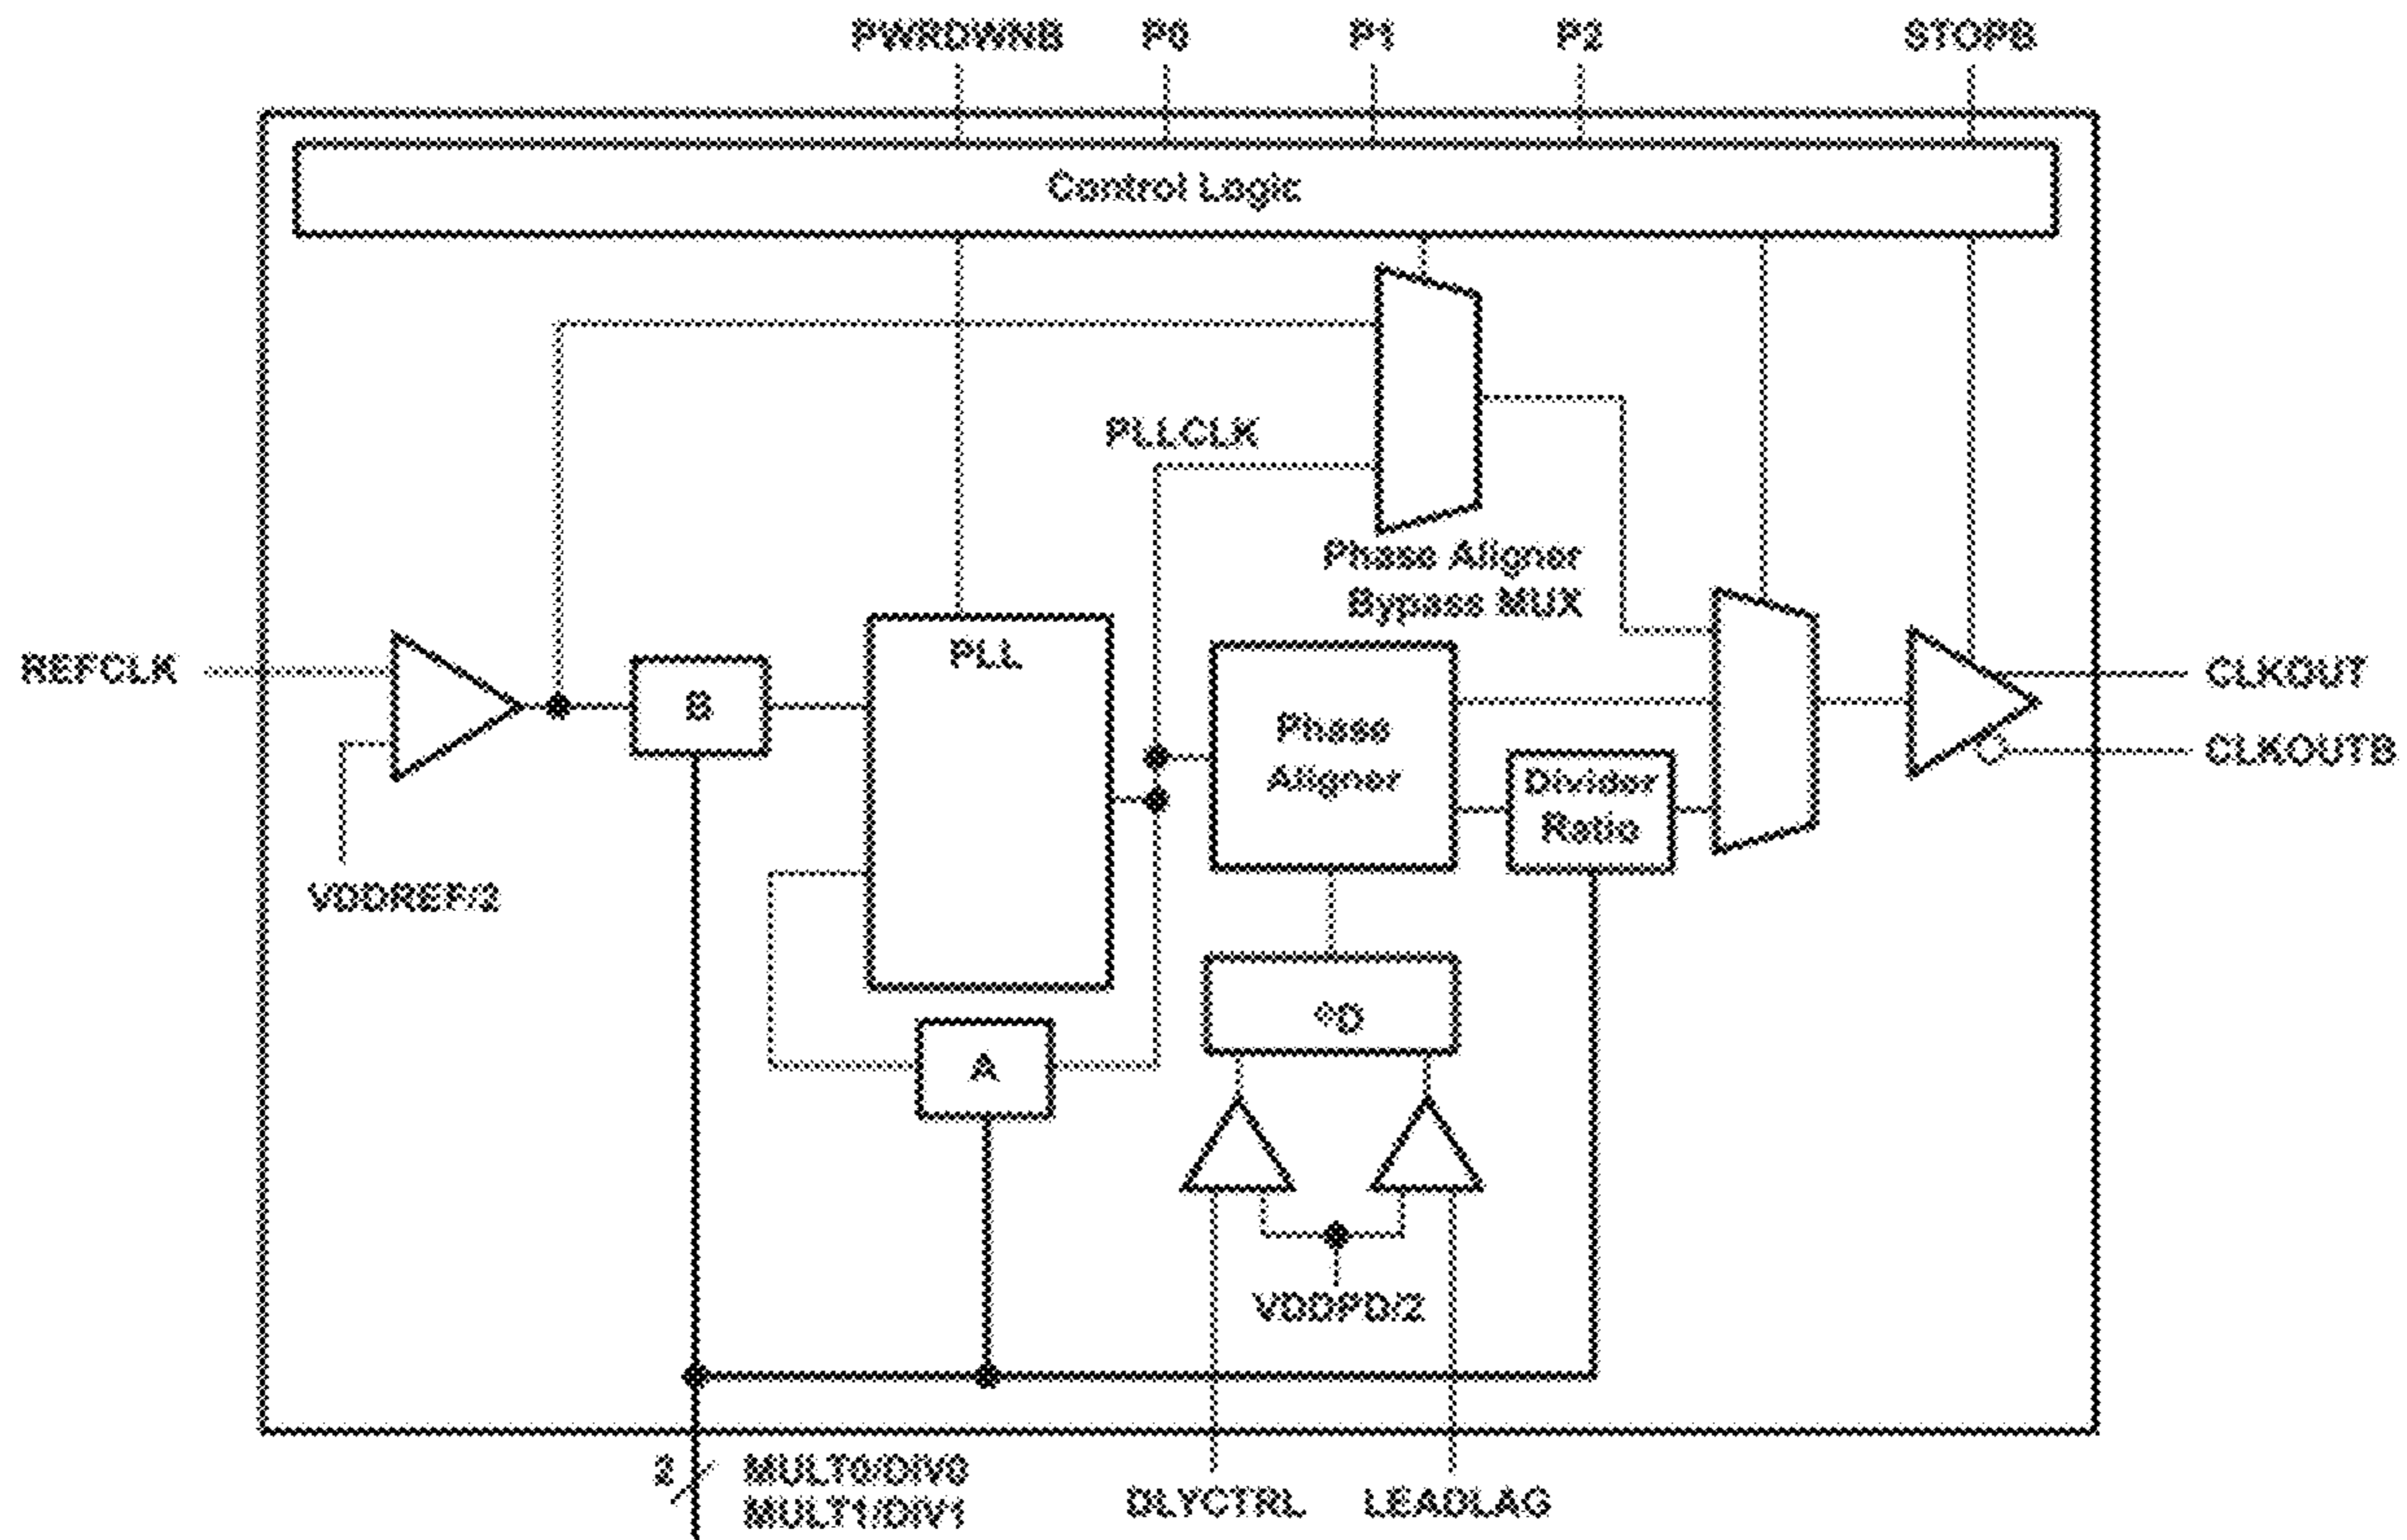 PWRDWNB P0 P1 P2 STOPB
Control Logic
PLLCLK
Phase Aligner
Bypass MUX
REFCLK
PLL
B
CLKOUT
Phase
Aligner
CLKOUTB
Divider
Ratio
VDDREF/2
φD
A
VDDPD/2
2 MULT0/DIV0
MULT1/DIV1
DLYCTRL LEADLAG